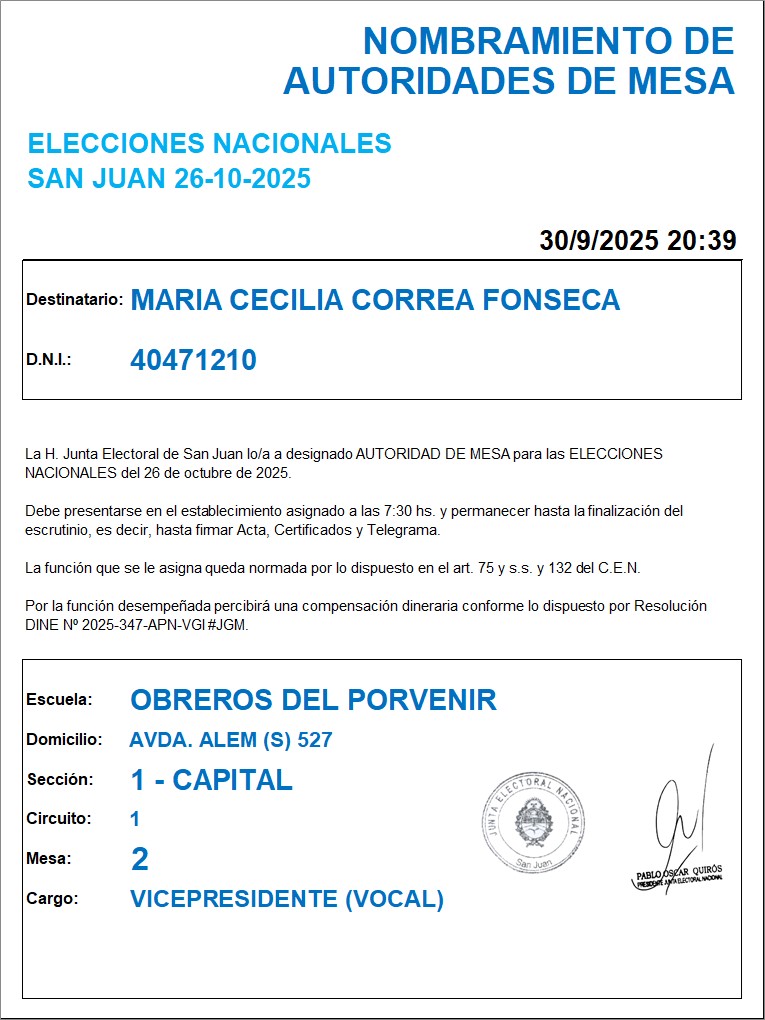 NOMBRAMIENTO DE
AUTORIDADES DE MESA
ELECCIONES NACIONALES
SAN JUAN 26-10-2025
30/9/2025 20:39
Destinatario: MARIA CECILIA CORREA FONSECA
D.N.I.: 40471210
La H. Junta Electoral de San Juan lo/a a designado AUTORIDAD DE MESA para las ELECCIONES
NACIONALES del 26 de octubre de 2025.
Debe presentarse en el establecimiento asignado a las 7:30 hs. y permanecer hasta la finalización del
escrutinio, es decir, hasta firmar Acta, Certificados y Telegrama.
La función que se le asigna queda normada por lo dispuesto en el art. 75 y s.s. y 132 del C.E.N.
Por la función desempeñada percibirá una compensación dineraria conforme lo dispuesto por Resolución
DINE Nº 2025-347-APN-VGI#JGM.
Escuela: OBREROS DEL PORVENIR
Domicilio: AVDA. ALEM (S) 527
Sección: 1 - CAPITAL
Circuito: 1
Mesa: 2
Cargo: VICEPRESIDENTE (VOCAL)
JUNTA ELECTORAL NACIONAL
San Juan
PABLO OSCAR QUIRÓS
PRESIDENTE JUNTA ELECTORAL NACIONAL